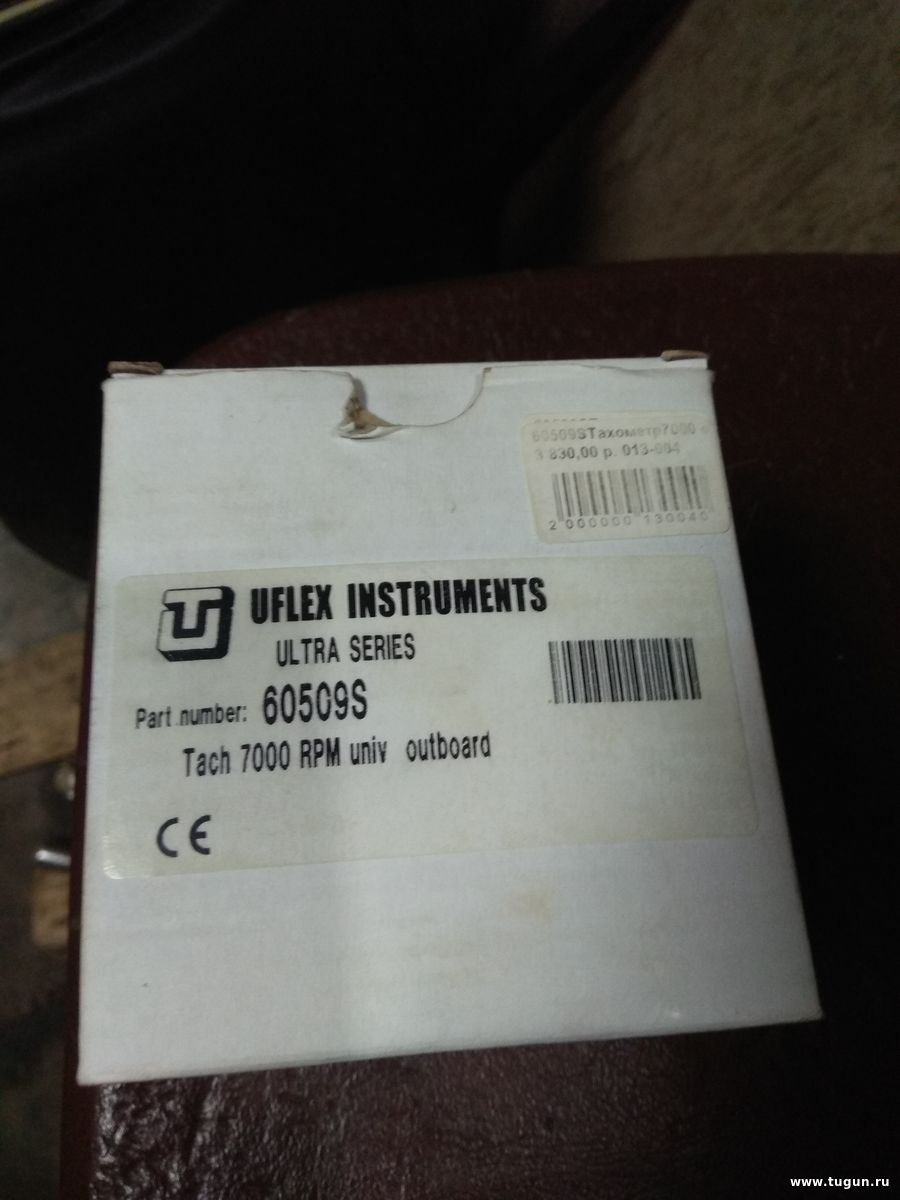 60509SТахометр7000
3 830,00 р. 013-004
2 000000 130040
UFLEX INSTRUMENTS
ULTRA SERIES
Part number: 60509S
Tach 7000 RPM univ outboard
CE
www.tugun.ru